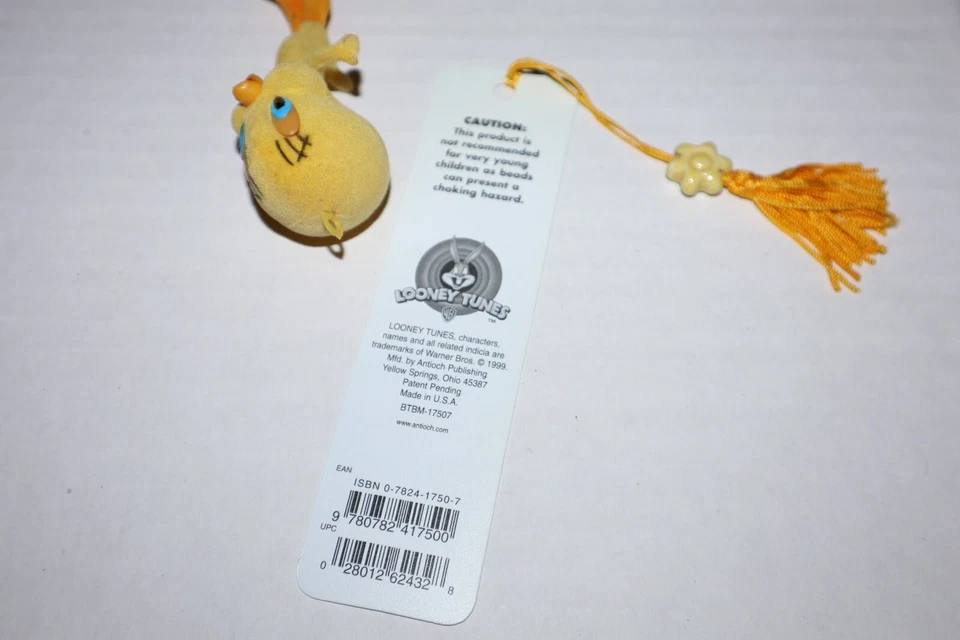 CAUTION:
This product is
not recommended
for very young
children as beads
can present a
choking hazard.
LOONEY TUNES
WB
TM
LOONEY TUNES, characters,
names and all related indicia are
trademarks of Warner Bros. © 1999.
Mfd. by Antioch Publishing
Yellow Springs, Ohio 45387
Patent Pending
Made in U.S.A.
BTBM-17507
www.antioch.com
EAN
ISBN 0-7824-1750-7
9 780782 417500
UPC
0 28012 62432 8